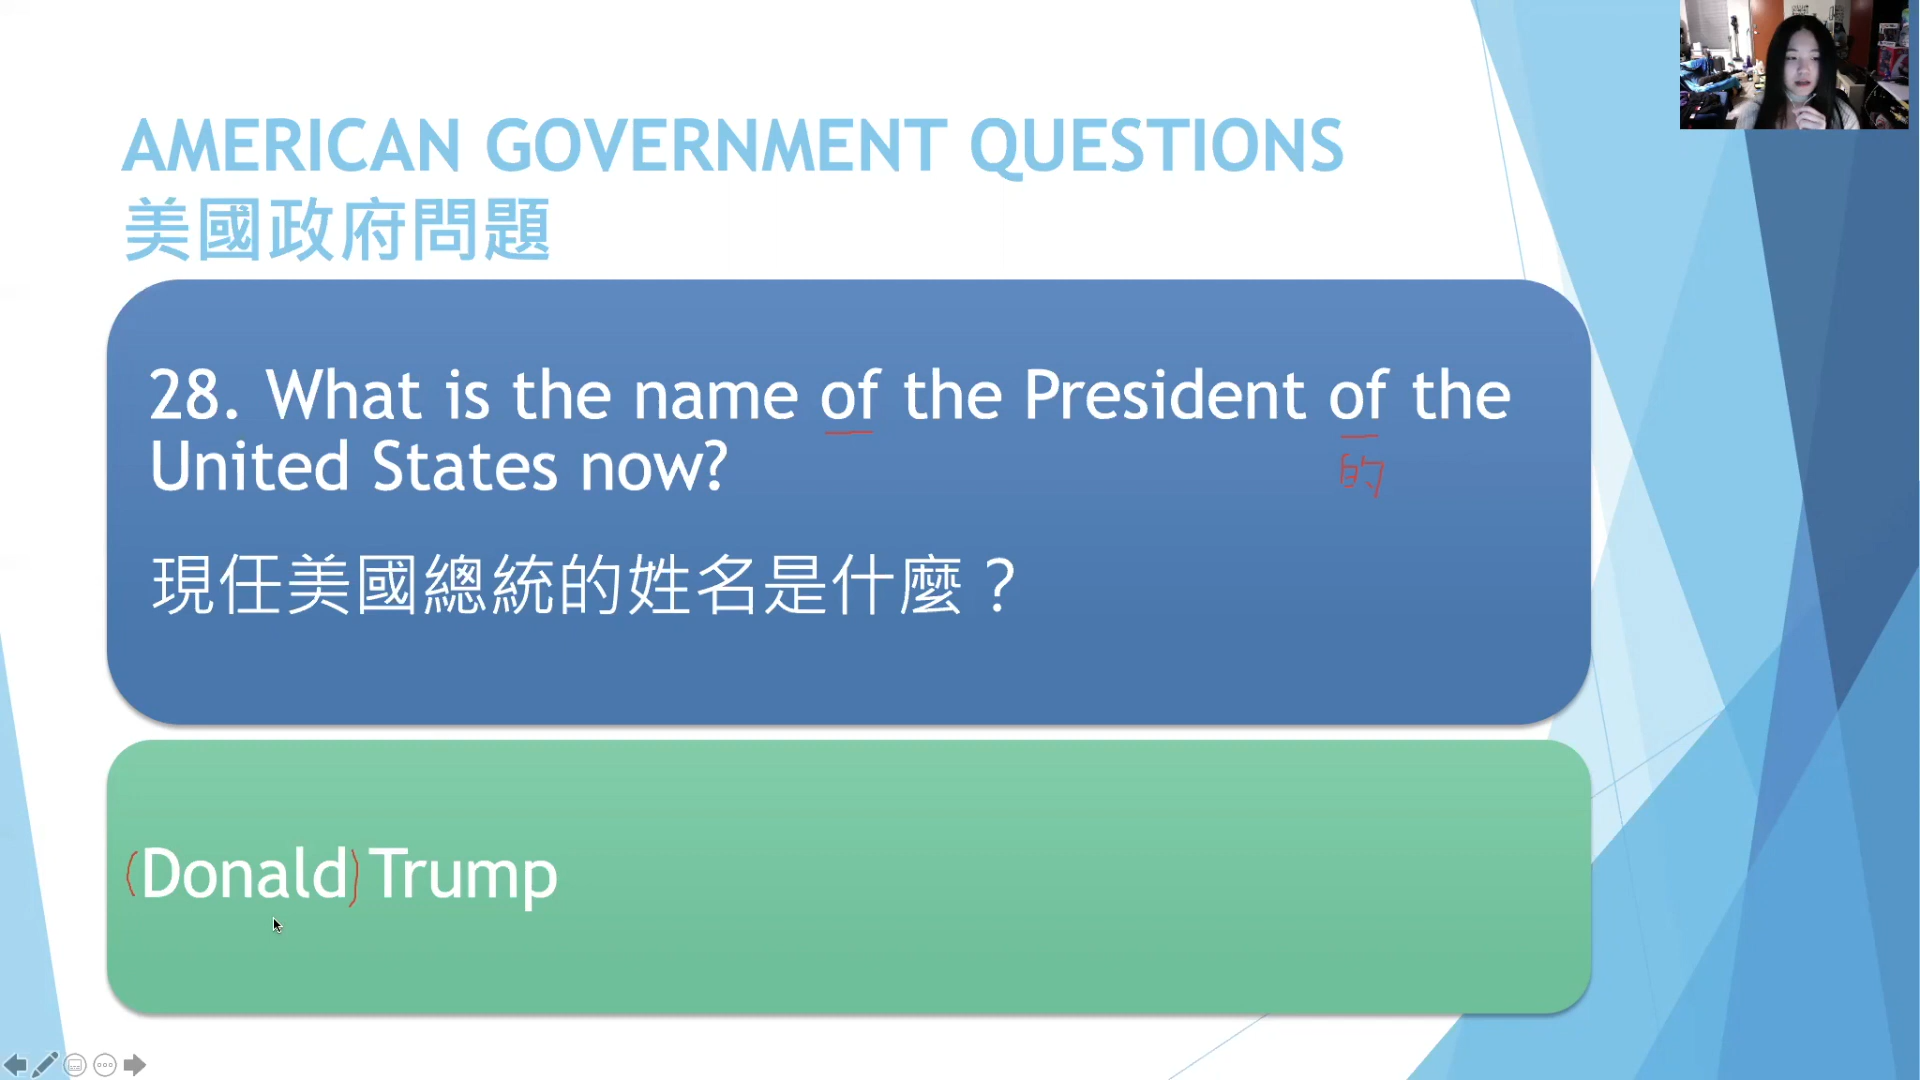 AMERICAN GOVERNMENT QUESTIONS
美國政府問題
28. What is the name of the President of the
United States now?
的
現任美國總統的姓名是什麼？
(Donald) Trump